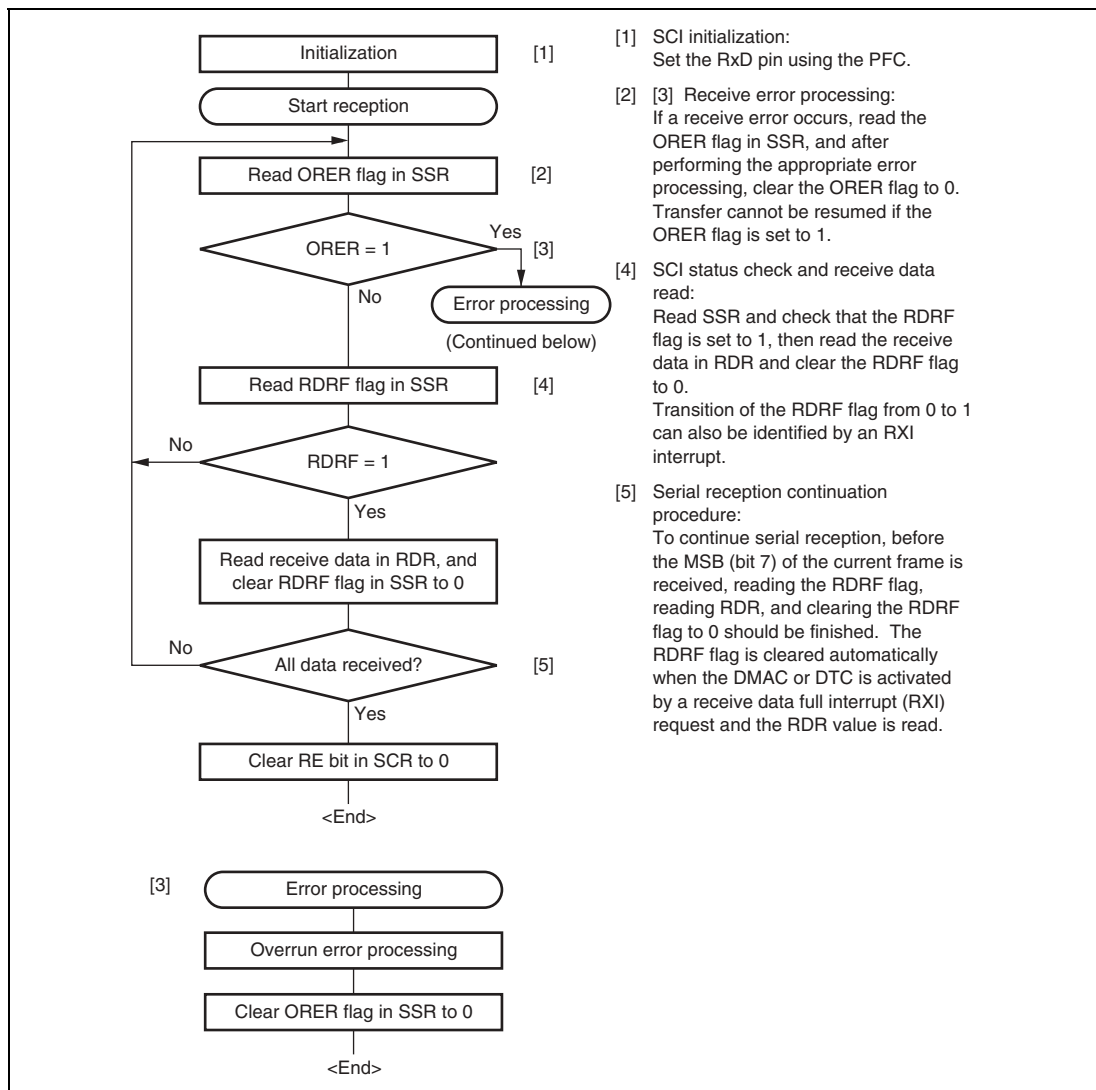 Initialization
[1]
Start reception
Read ORER flag in SSR
[2]
ORER = 1
Yes
[3]
No
Error processing
(Continued below)
Read RDRF flag in SSR
[4]
No
RDRF = 1
Yes
Read receive data in RDR, and
clear RDRF flag in SSR to 0
No
All data received?
[5]
Yes
Clear RE bit in SCR to 0
<End>
[3]
Error processing
Overrun error processing
Clear ORER flag in SSR to 0
<End>
[1] SCI initialization:
Set the RxD pin using the PFC.
[2] [3] Receive error processing:
If a receive error occurs, read the
ORER flag in SSR, and after
performing the appropriate error
processing, clear the ORER flag to 0.
Transfer cannot be resumed if the
ORER flag is set to 1.
[4] SCI status check and receive data
read:
Read SSR and check that the RDRF
flag is set to 1, then read the receive
data in RDR and clear the RDRF flag
to 0.
Transition of the RDRF flag from 0 to 1
can also be identified by an RXI
interrupt.
[5] Serial reception continuation
procedure:
To continue serial reception, before
the MSB (bit 7) of the current frame is
received, reading the RDRF flag,
reading RDR, and clearing the RDRF
flag to 0 should be finished. The
RDRF flag is cleared automatically
when the DMAC or DTC is activated
by a receive data full interrupt (RXI)
request and the RDR value is read.